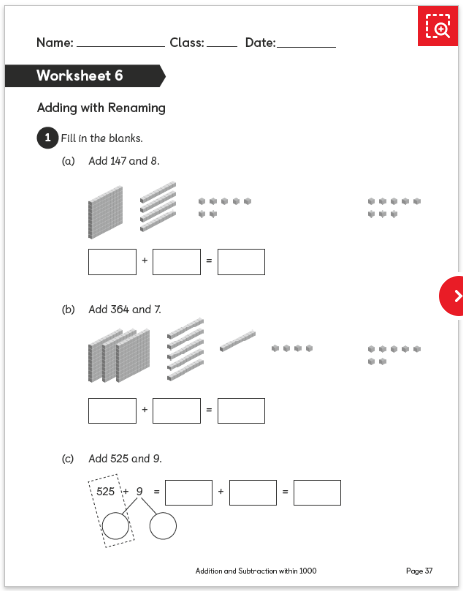 Name: ____________ Class: _____ Date: _________
Worksheet 6
Adding with Renaming
1 Fill in the blanks.
(a) Add 147 and 8.
+ =
(b) Add 364 and 7.
+ =
(c) Add 525 and 9.
525 + 9 = + =
Addition and Subtraction within 1000 Page 37